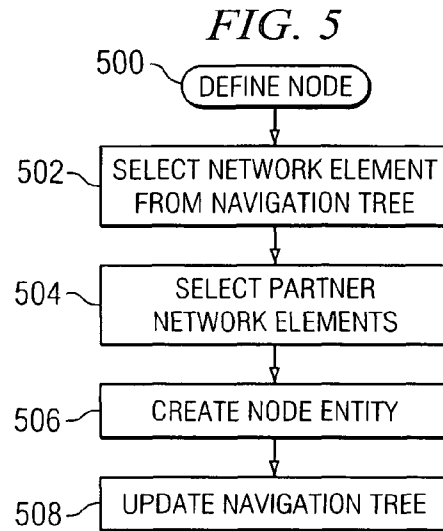 FIG. 5
500
DEFINE NODE
502
SELECT NETWORK ELEMENT
FROM NAVIGATION TREE
504
SELECT PARTNER
NETWORK ELEMENTS
506
CREATE NODE ENTITY
508
UPDATE NAVIGATION TREE